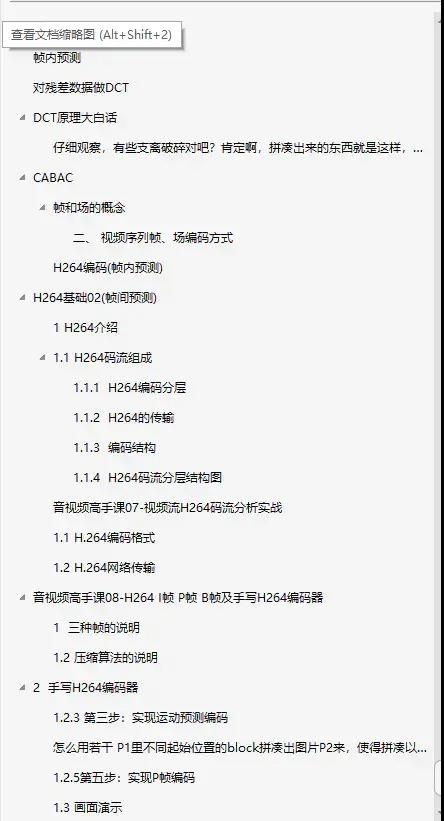 查看文档缩略图 (Alt+Shift+2)
帧内预测
对残差数据做DCT
DCT原理大白话
仔细观察，有些支离破碎对吧？肯定啊，拼凑出来的东西就是这样，...
CABAC
帧和场的概念
二、 视频序列帧、场编码方式
H264编码(帧内预测)
H264基础02(帧间预测)
1 H264介绍
1.1 H264码流组成
1.1.1 H264编码分层
1.1.2 H264的传输
1.1.3 编码结构
1.1.4 H264码流分层结构图
音视频高手课07-视频流H264码流分析实战
1.1 H.264编码格式
1.2 H.264网络传输
音视频高手课08-H264 I帧 P帧 B帧及手写H264编码器
1 三种帧的说明
1.2 压缩算法的说明
2 手写H264编码器
1.2.3 第三步：实现运动预测编码
怎么用若干 P1里不同起始位置的block拼凑出图片P2来，使得拼凑以...
1.2.5第五步：实现P帧编码
1.3 画面演示